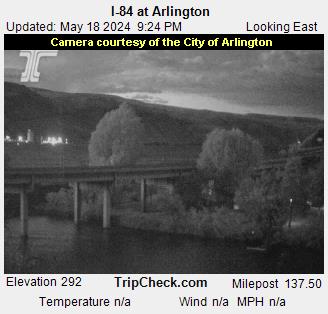 I-84 at Arlington
Updated: May 18 2024 9:24 PM Looking East
Camera courtesy of the City of Arlington
Elevation 292 TripCheck.com Milepost 137.50
Temperature n/a Wind n/a MPH n/a